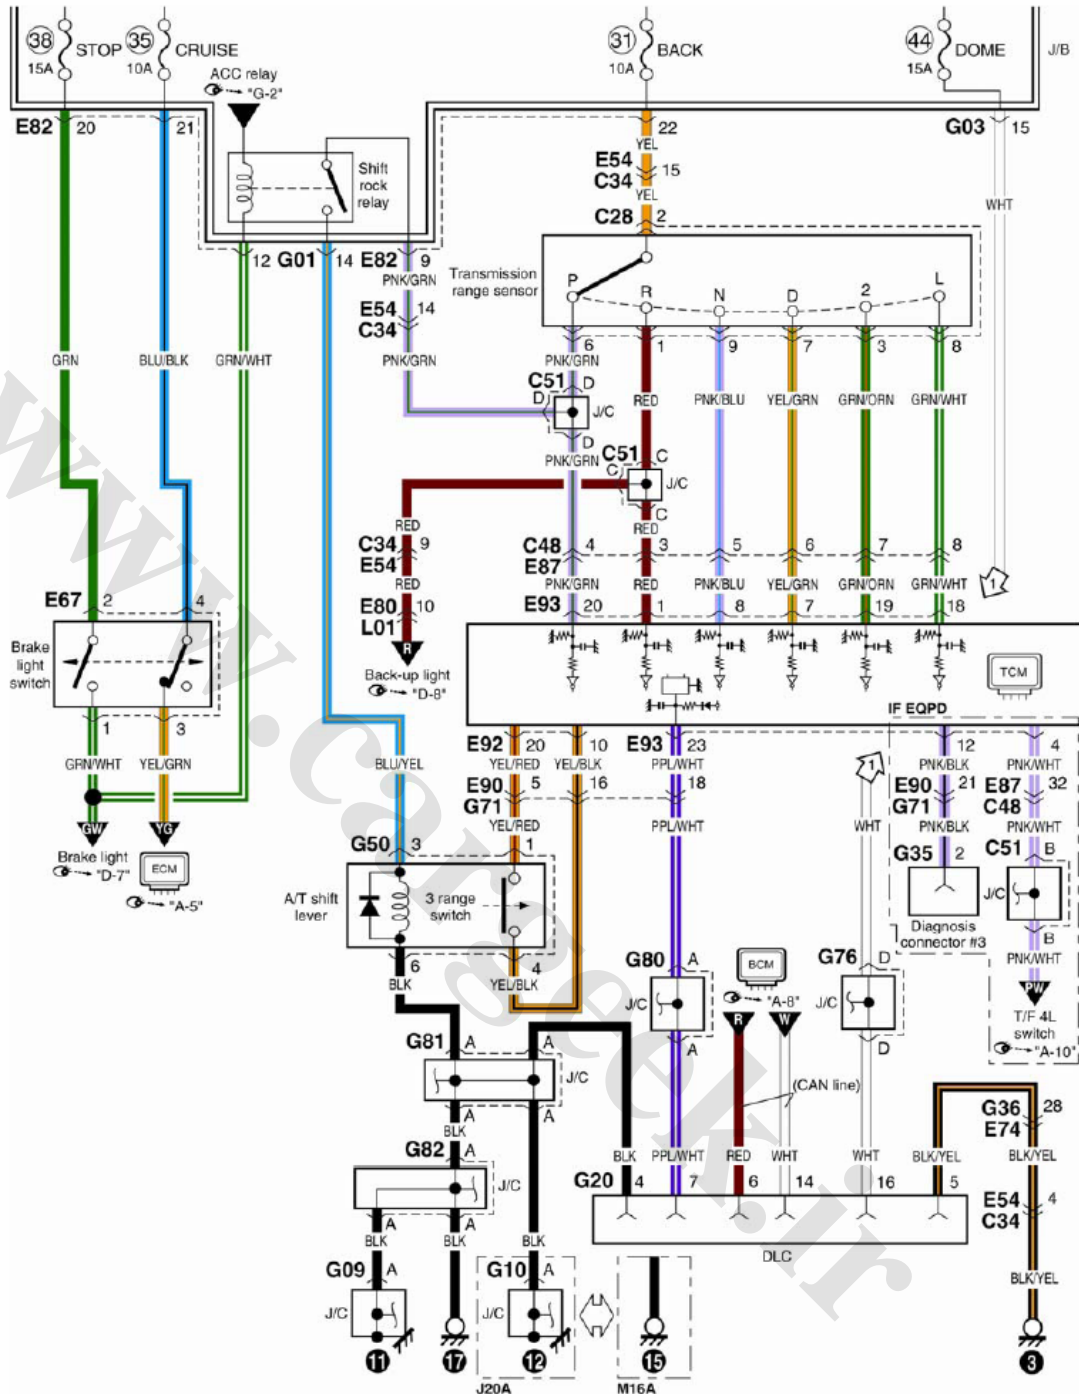 38 STOP 15A
35 CRUISE 10A
31 BACK 10A
44 DOME 15A
J/B
ACC relay
"G-2"
E82 20 21 22 G03 15
Shift
rock
relay
YEL
E54 15
C34
YEL
WHT
C28 2
12 G01 14 E82 9
PNK/GRN
Transmission
range sensor
P R N D 2 L
E54 14
C34
6 1 9 7 3 8
GRN BLU/BLK GRN/WHT PNK/GRN PNK/GRN
C51 D
D J/C
D
RED PNK/BLU YEL/GRN GRN/ORN GRN/WHT
PNK/GRN C51 C
C J/C
C
RED RED
C34 9
E54
C48 4 3 5 6 7 8
E87
RED PNK/GRN RED PNK/BLU YEL/GRN GRN/ORN GRN/WHT
1
E67 2 4
E80 10
L01
E93 20 1 8 7 19 18
R
Back-up light
"D-8"
Brake
light
switch
TCM
IF EQPD
1 3
E92 20 10 E93 23 12 4
GRN/WHT YEL/GRN BLU/YEL YEL/RED YEL/BLK PPL/WHT 1 PNK/BLK PNK/WHT
E90 5 16 18 E90 21 E87 32
G71 G71 C48
GW YG
YEL/RED PPL/WHT WHT PNK/BLK PNK/WHT
Brake light
"D-7"
ECM
"A-5"
G50 3 1
G35 2 C51 B
A/T shift
lever
3 range
switch
J/C
Diagnosis
connector #3
B
6 4
BLK YEL/BLK
G80 A
J/C
A
BCM
"A-8"
R W
G76 D
J/C
D
PNK/WHT
PW
T/F 4L
switch
"A-10"
G81 A A
J/C
A A
(CAN line)
BLK
G82 A
J/C
A A
G36 28
E74
BLK PPL/WHT RED WHT WHT BLK/YEL BLK/YEL
G20 4 7 6 14 16 5
E54 4
C34
DLC
BLK BLK BLK
G09 A G10 A
BLK/YEL
J/C J/C
11 17 12 15 3
J20A M16A
www.cargeek.ir